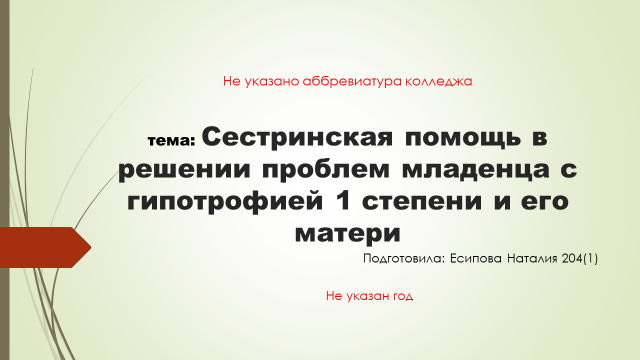 Не указано аббревиатура колледжа
тема: Сестринская помощь в
решении проблем младенца с
гипотрофией 1 степени и его
матери
Подготовила: Есипова Наталия 204(1)
Не указан год